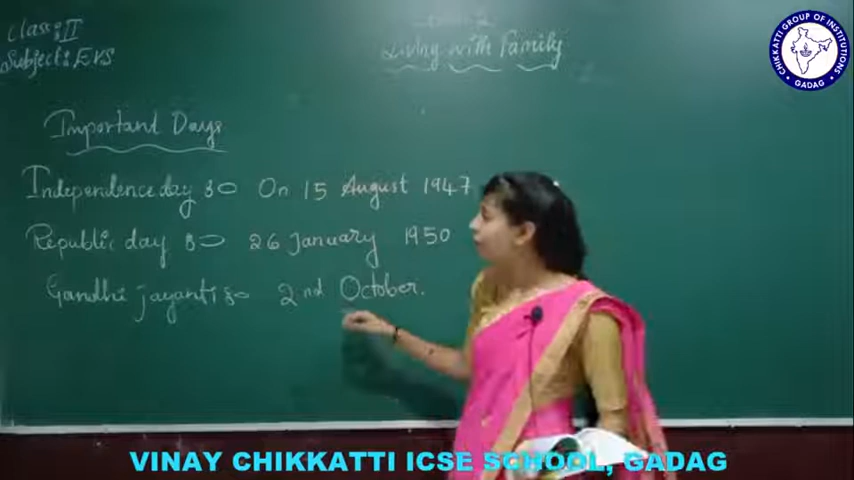 Class: II
Subject: EVS
Living with Family
Important Days
Independence day :- On 15 August 1947
Republic day :- 26 January 1950
Gandhi jayanti :- 2nd October.
CHIKKATTI GROUP OF INSTITUTIONS
GADAG
VINAY CHIKKATTI ICSE SCHOOL, GADAG